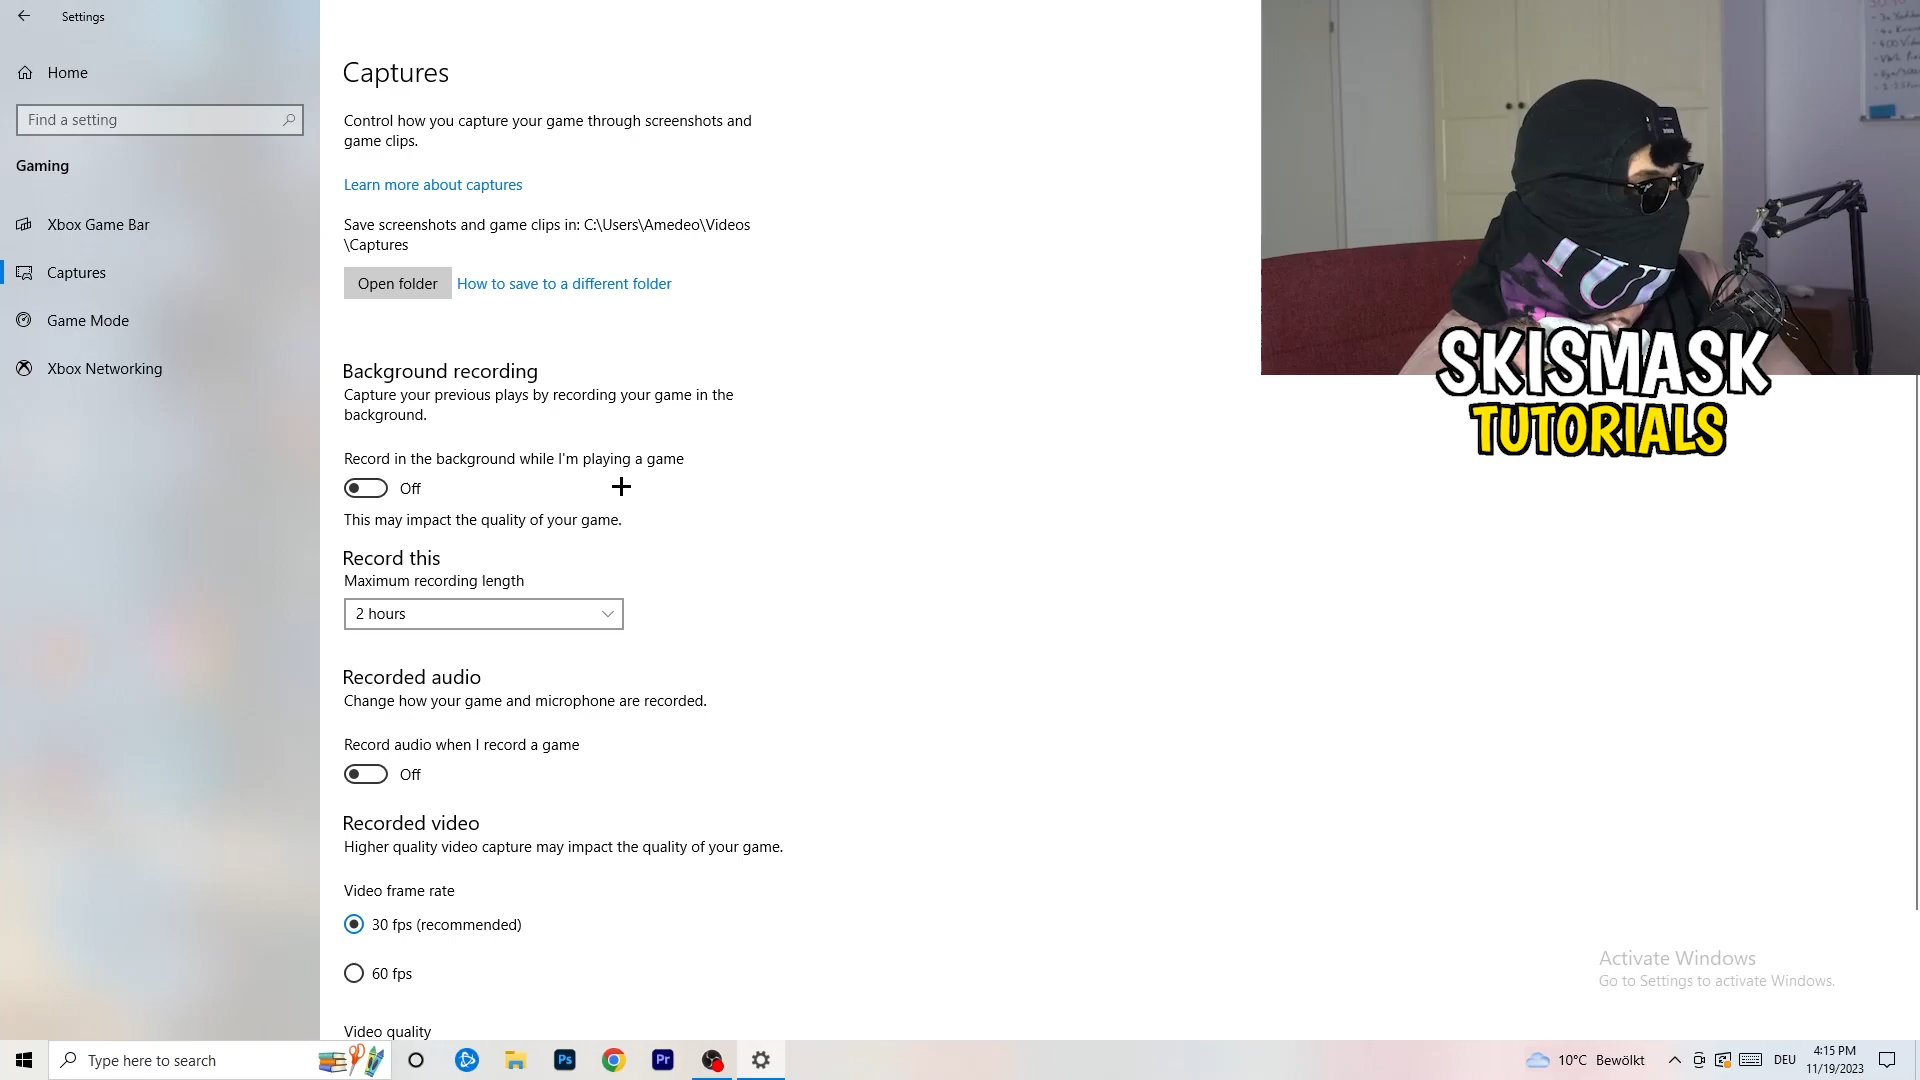 Settings
Home
Find a setting
Gaming
Xbox Game Bar
Captures
Game Mode
Xbox Networking
Captures
Control how you capture your game through screenshots and
game clips.
Learn more about captures
Save screenshots and game clips in: C:\Users\Amedeo\Videos
\Captures
Open folder
How to save to a different folder
Background recording
Capture your previous plays by recording your game in the
background.
Record in the background while I'm playing a game
Off
This may impact the quality of your game.
Record this
Maximum recording length
2 hours
Recorded audio
Change how your game and microphone are recorded.
Record audio when I record a game
Off
Recorded video
Higher quality video capture may impact the quality of your game.
Video frame rate
30 fps (recommended)
60 fps
Video quality
SKISMASK
TUTORIALS
Activate Windows
Go to Settings to activate Windows.
Type here to search
Ps
Pr
10°C Bewölkt
DEU
4:15 PM
11/19/2023